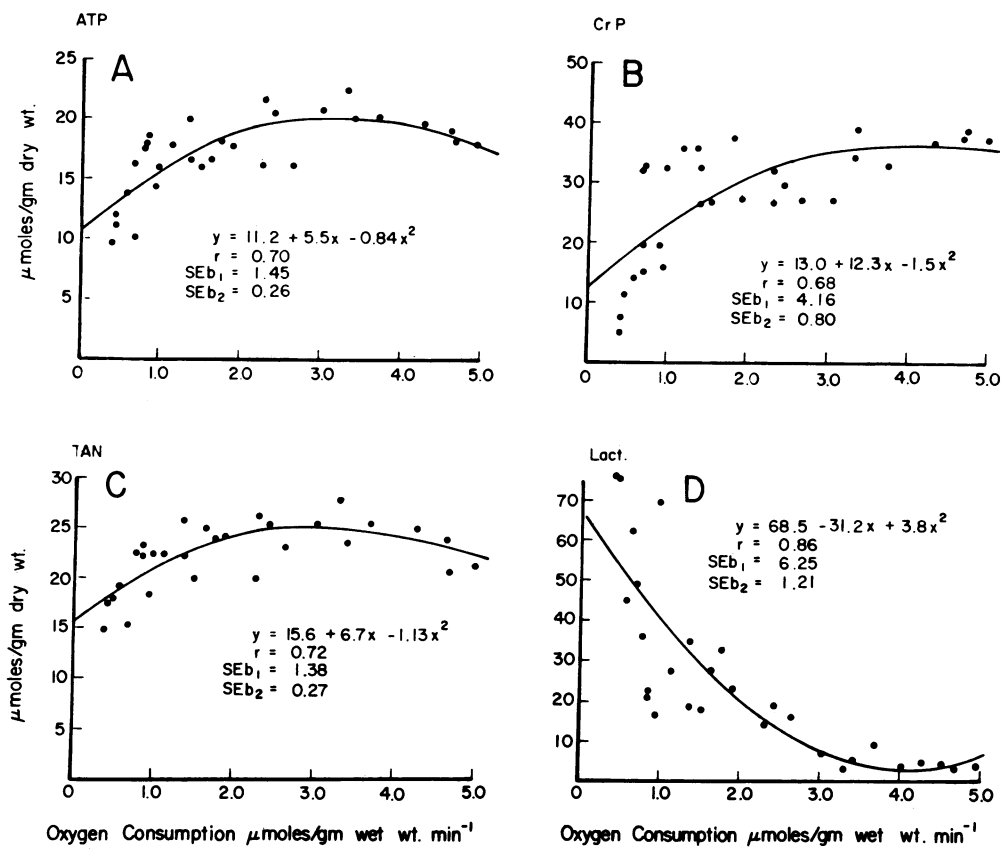 ATP
A
25
20
15
10
5
μmoles/gm dry wt.
y = 11.2 + 5.5x - 0.84x²
r = 0.70
SEb₁ = 1.45
SEb₂ = 0.26
0 1.0 2.0 3.0 4.0 5.0
Cr P
B
50
40
30
20
10
y = 13.0 + 12.3x - 1.5x²
r = 0.68
SEb₁ = 4.16
SEb₂ = 0.80
0 1.0 2.0 3.0 4.0 5.0
TAN
C
30
25
20
15
10
5
μmoles/gm dry wt.
y = 15.6 + 6.7x - 1.13x²
r = 0.72
SEb₁ = 1.38
SEb₂ = 0.27
0 1.0 2.0 3.0 4.0 5.0
Oxygen Consumption μmoles/gm wet wt. min⁻¹
Lact.
D
70
60
50
40
30
20
10
y = 68.5 - 31.2x + 3.8x²
r = 0.86
SEb₁ = 6.25
SEb₂ = 1.21
0 1.0 2.0 3.0 4.0 5.0
Oxygen Consumption μmoles/gm wet wt. min⁻¹